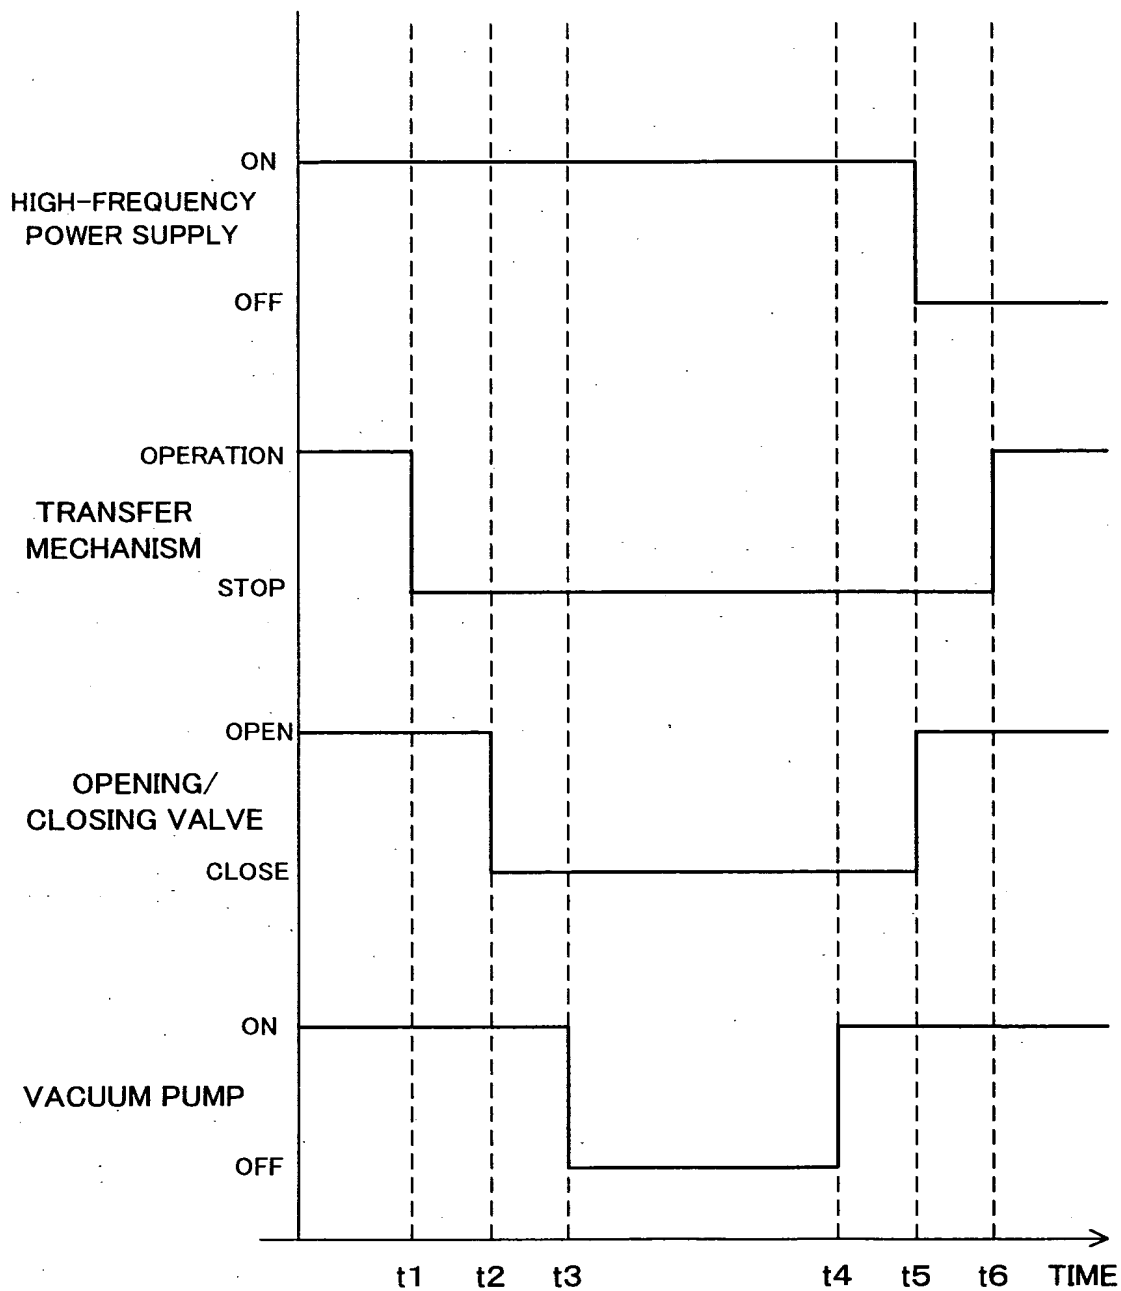 ON
HIGH-FREQUENCY
POWER SUPPLY
OFF
OPERATION
TRANSFER
MECHANISM
STOP
OPEN
OPENING/
CLOSING VALVE
CLOSE
ON
VACUUM PUMP
OFF
t1 t2 t3 t4 t5 t6 TIME